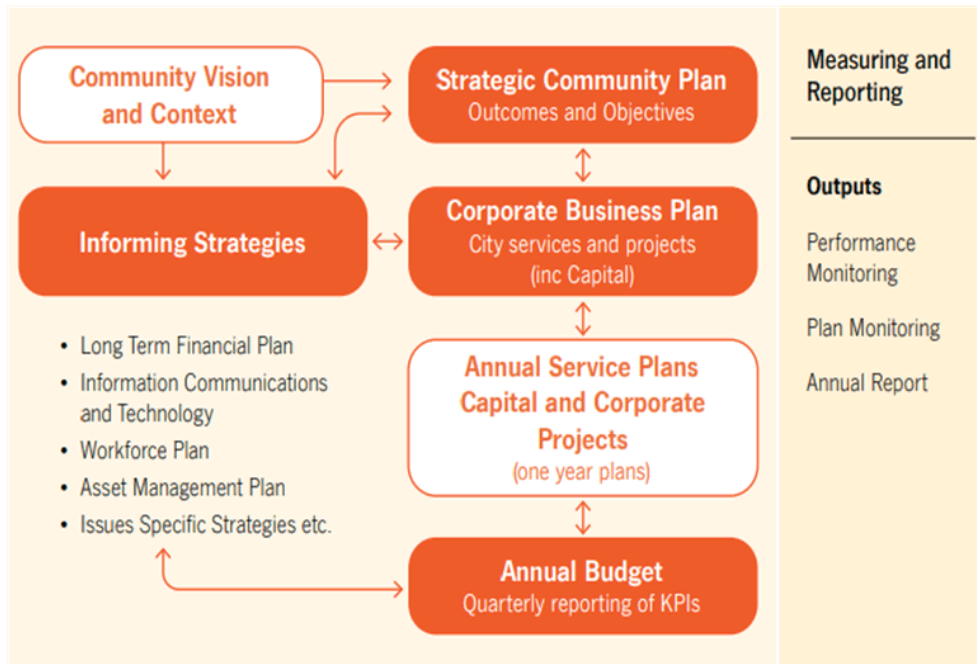 Community Vision
and Context
Strategic Community Plan
Outcomes and Objectives
Informing Strategies
Corporate Business Plan
City services and projects
(inc Capital)
• Long Term Financial Plan
• Information Communications
and Technology
• Workforce Plan
• Asset Management Plan
• Issues Specific Strategies etc.
Annual Service Plans
Capital and Corporate
Projects
(one year plans)
Annual Budget
Quarterly reporting of KPIs
Measuring and
Reporting
Outputs
Performance
Monitoring
Plan Monitoring
Annual Report